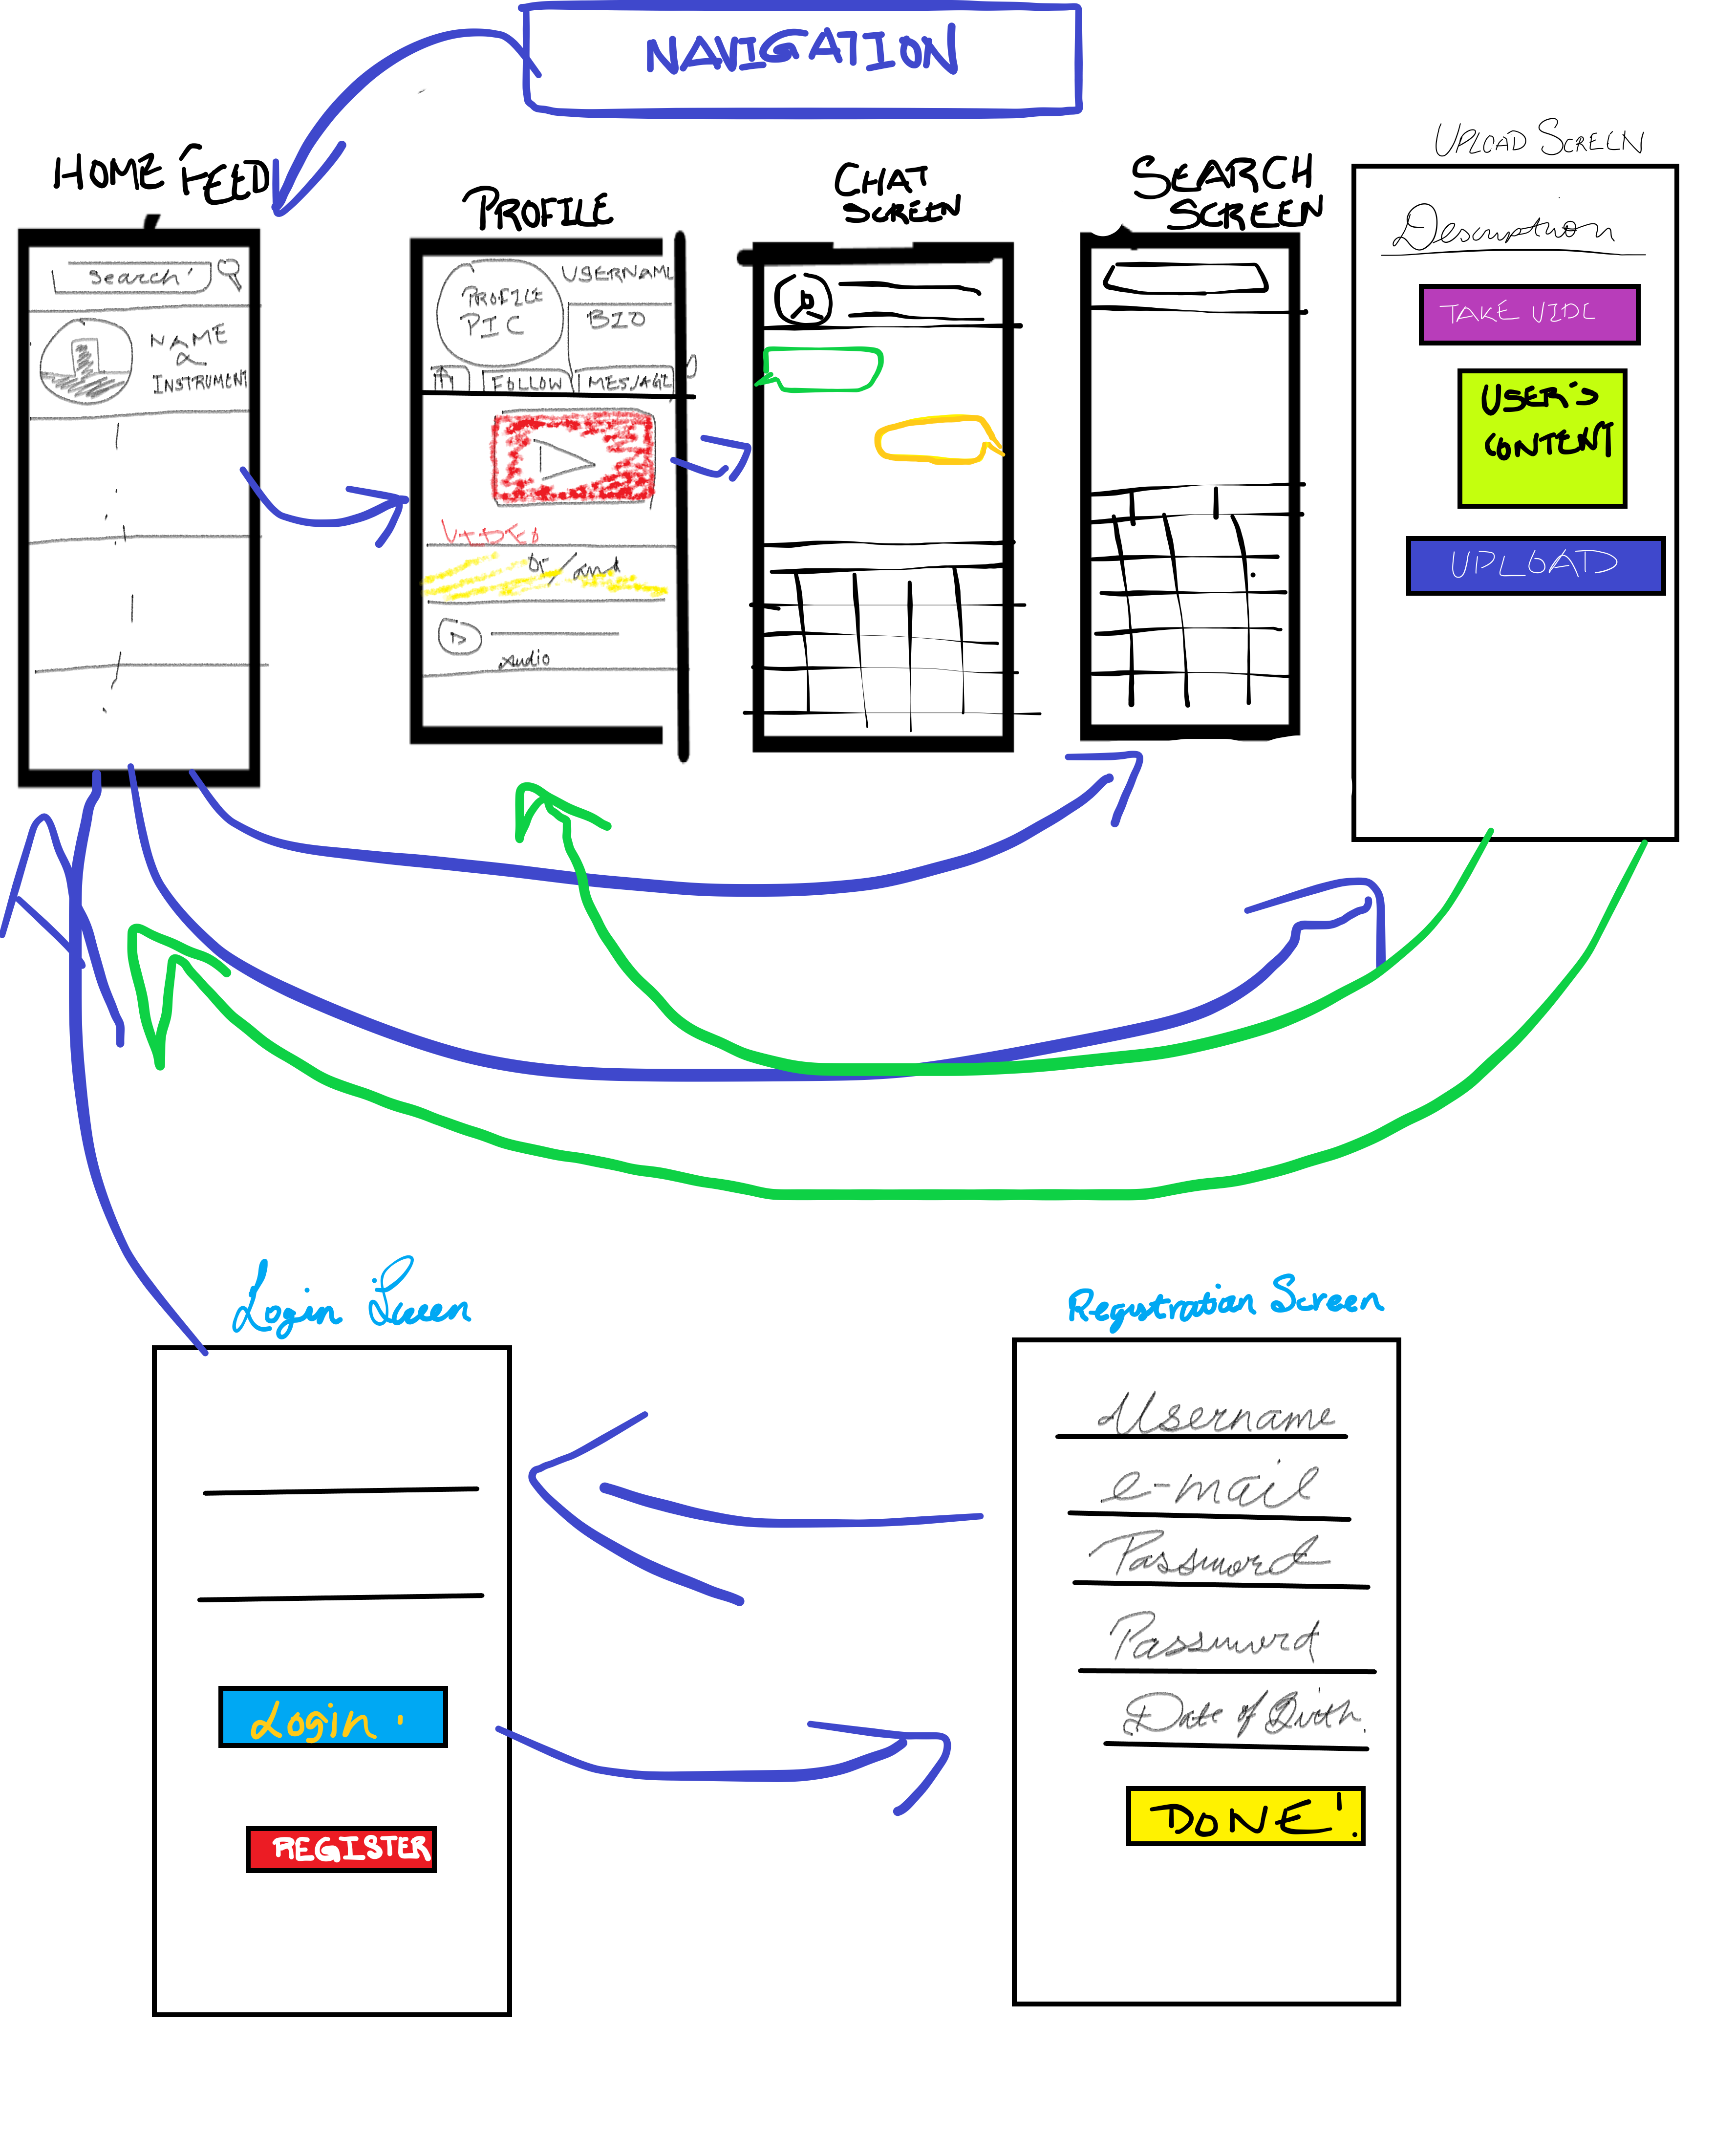 NAVIGATION
HOME FEED
PROFILE
CHAT
SCREEN
SEARCH
SCREEN
UPLOAD SCREEN
Search
NAME
&
INSTRUMENT
PROFILE
PIC
USERNAME
BIO
FOLLOW
MESSAGE
VIDEO
or/and
Audio
Description
TAKE VIDE
USER'S
CONTENT
UPLOAD
Login Screen
Login
REGISTER
Registration Screen
Username
e-mail
Password
Password
Date of Birth
DONE!